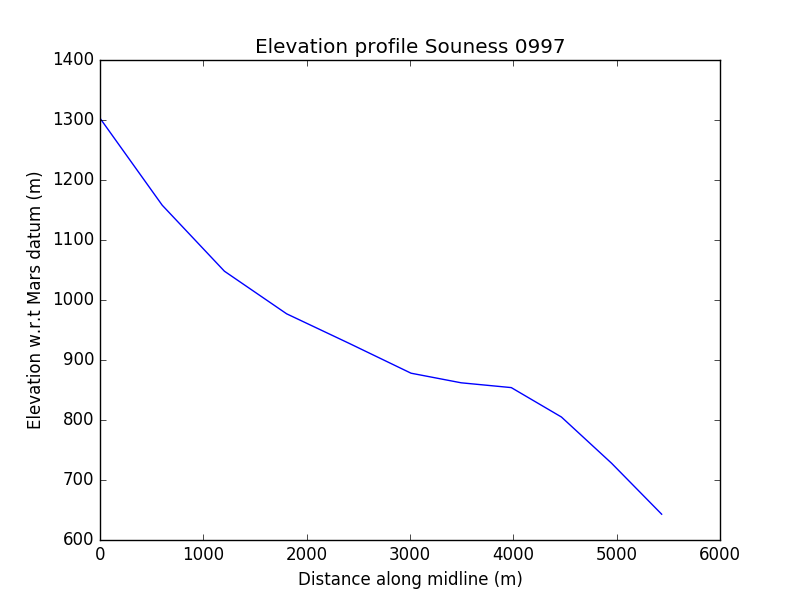 Elevation profile Souness 0997
1400
1300
1200
1100
1000
900
800
700
600
Elevation w.r.t Mars datum (m)
0 1000 2000 3000 4000 5000 6000
Distance along midline (m)